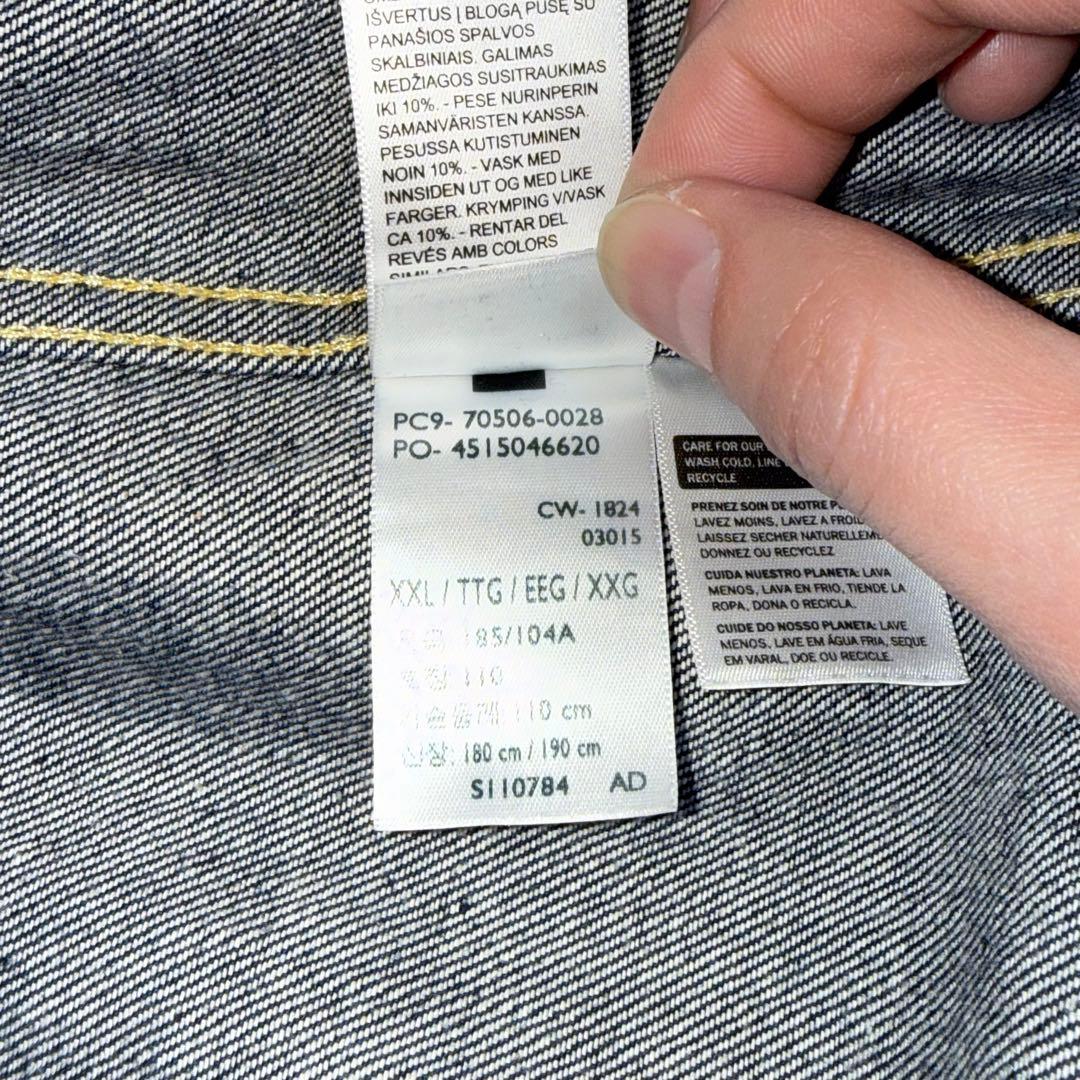 IŠVERTUS | BLOGĄ PUSĘ SU
PANAŠIOS SPALVOS
SKALBINIAIS. GALIMAS
MEDŽIAGOS SUSITRAUKIMAS
IKI 10%. - PESE NURINPERIN
SAMANVÄRISTEN KANSSA.
PESUSSA KUTISTUMINEN
NOIN 10%. - VASK MED
INNSIDEN UT OG MED LIKE
FARGER. KRYMPING V/VASK
CA 10%. - RENTAR DEL
REVÉS AMB COLORS
PC9- 70506-0028
PO- 4515046620
CW- 1824
03015
XXL / TTG / EEG / XXG
185/104A
110
110 cm
180 cm / 190 cm
S110784 AD
CARE FOR OUR
WASH COLD, LINE
RECYCLE
PRENEZ SOIN DE NOTRE
LAVEZ MOINS, LAVEZ A FROID
LAISSEZ SECHER NATURELLEME
DONNEZ OU RECYCLEZ
CUIDA NUESTRO PLANETA: LAVA
MENOS, LAVA EN FRIO, TIENDE LA
ROPA, DONA O RECICLA.
CUIDE DO NOSSO PLANETA: LAVE
MENOS, LAVE EM ÁGUA FRIA, SEQUE
EM VARAL, DOE OU RECICLE.